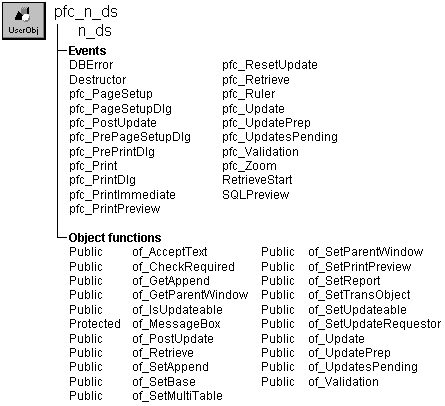 UserObj
pfc_n_ds
n_ds
Events
DBError pfc_ResetUpdate
Destructor pfc_Retrieve
pfc_PageSetup pfc_Ruler
pfc_PageSetupDlg pfc_Update
pfc_PostUpdate pfc_UpdatePrep
pfc_PrePageSetupDlg pfc_UpdatesPending
pfc_PrePrintDlg pfc_Validation
pfc_Print pfc_Zoom
pfc_PrintDlg RetrieveStart
pfc_PrintImmediate SQLPreview
pfc_PrintPreview
Object functions
Public of_AcceptText Public of_SetParentWindow
Public of_CheckRequired Public of_SetPrintPreview
Public of_GetAppend Public of_SetReport
Public of_GetParentWindow Public of_SetTransObject
Public of_IsUpdateable Public of_SetUpdateable
Protected of_MessageBox Public of_SetUpdateRequestor
Public of_PostUpdate Public of_Update
Public of_Retrieve Public of_UpdatePrep
Public of_SetAppend Public of_UpdatesPending
Public of_SetBase Public of_Validation
Public of_SetMultiTable